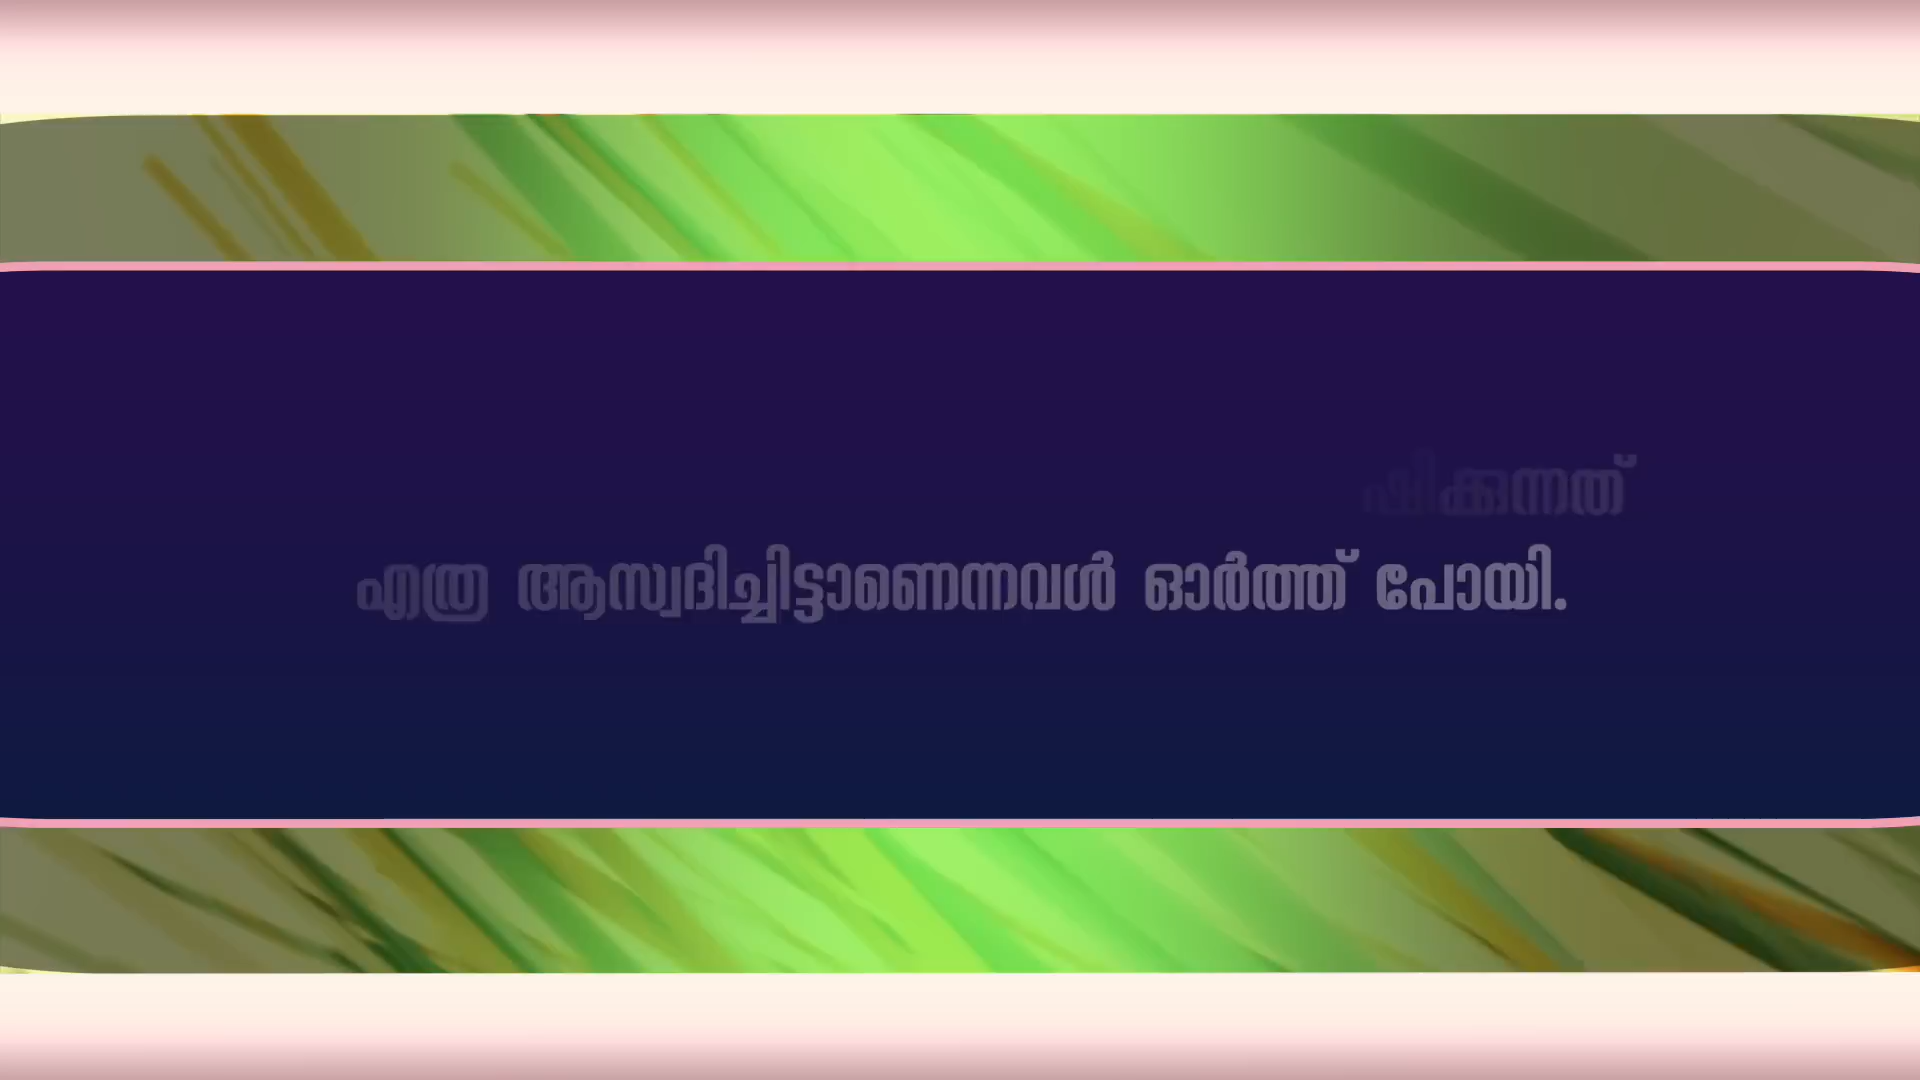 ഷിക്കുന്നത്
എത്ര ആസ്വദിച്ചിട്ടാണെന്നവൾ ഓർത്ത് പോയി.